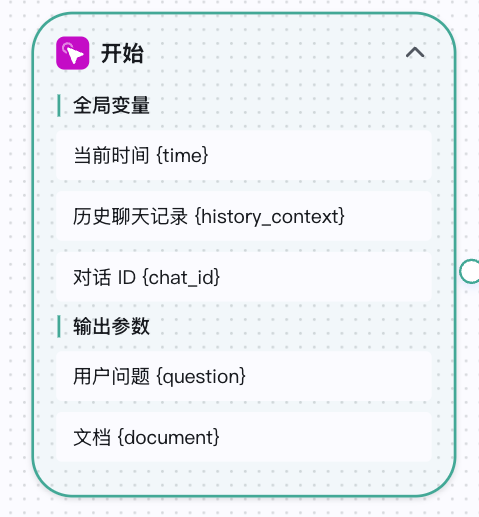 开始
全局变量
当前时间 {time}
历史聊天记录 {history_context}
对话 ID {chat_id}
输出参数
用户问题 {question}
文档 {document}